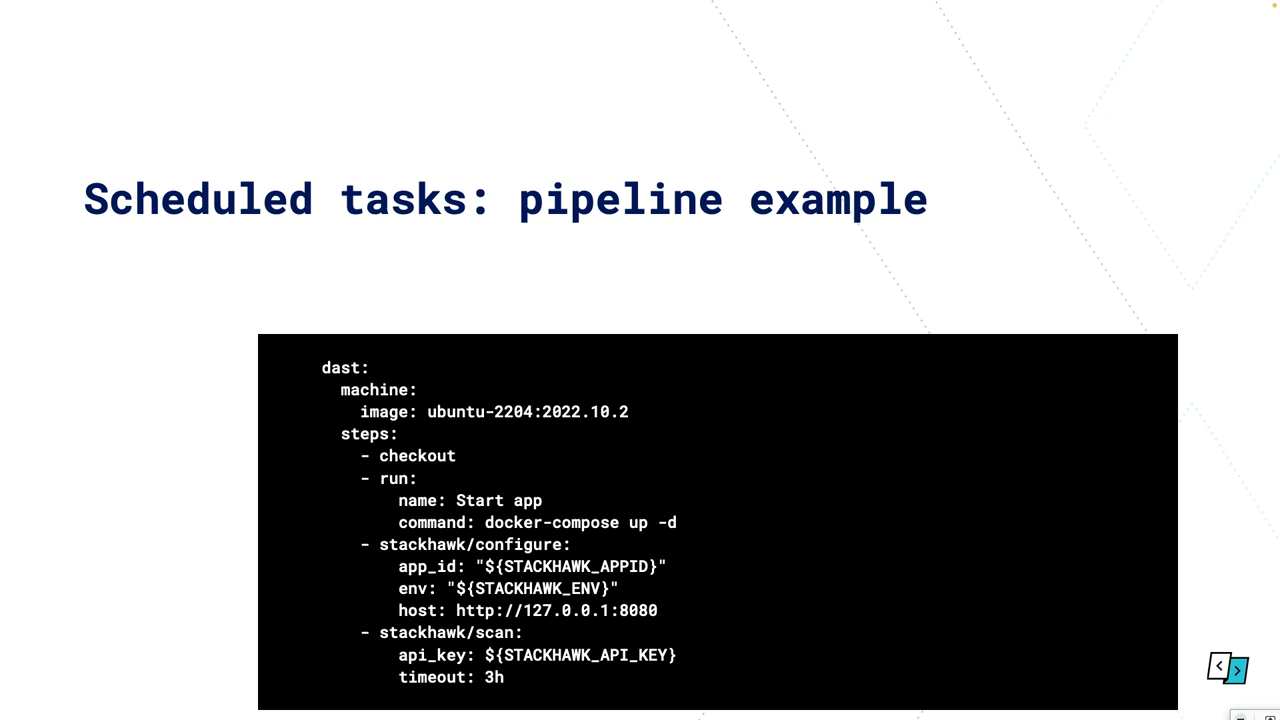 Scheduled tasks: pipeline example
dast:
  machine:
    image: ubuntu-2204:2022.10.2
  steps:
    - checkout
    - run:
        name: Start app
        command: docker-compose up -d
    - stackhawk/configure:
        app_id: "${STACKHAWK_APPID}"
        env: "${STACKHAWK_ENV}"
        host: http://127.0.0.1:8080
    - stackhawk/scan:
        api_key: ${STACKHAWK_API_KEY}
        timeout: 3h